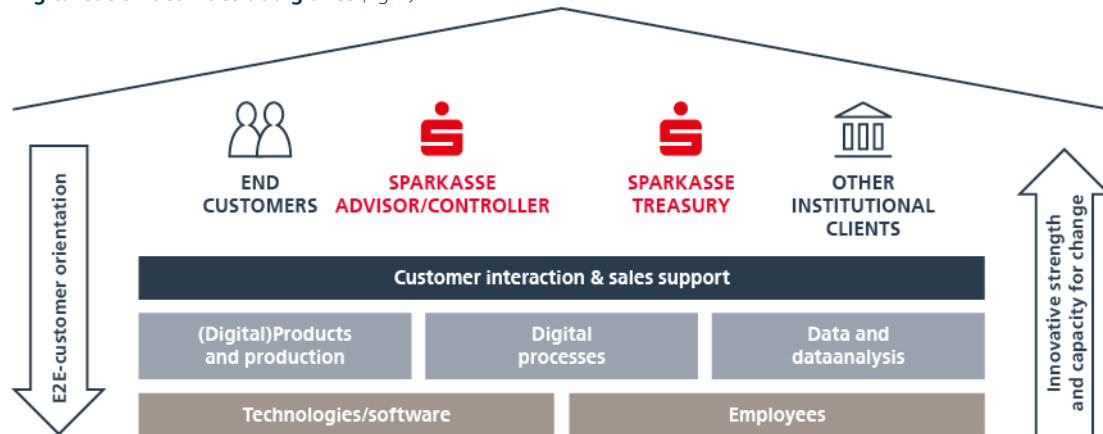 END
CUSTOMERS
SPARKASSE
ADVISOR/CONTROLLER
SPARKASSE
TREASURY
OTHER
INSTITUTIONAL
CLIENTS
E2E-customer orientation
Innovative strength
and capacity for change
Customer interaction & sales support
(Digital)Products
and production
Digital
processes
Data and
dataanalysis
Technologies/software
Employees